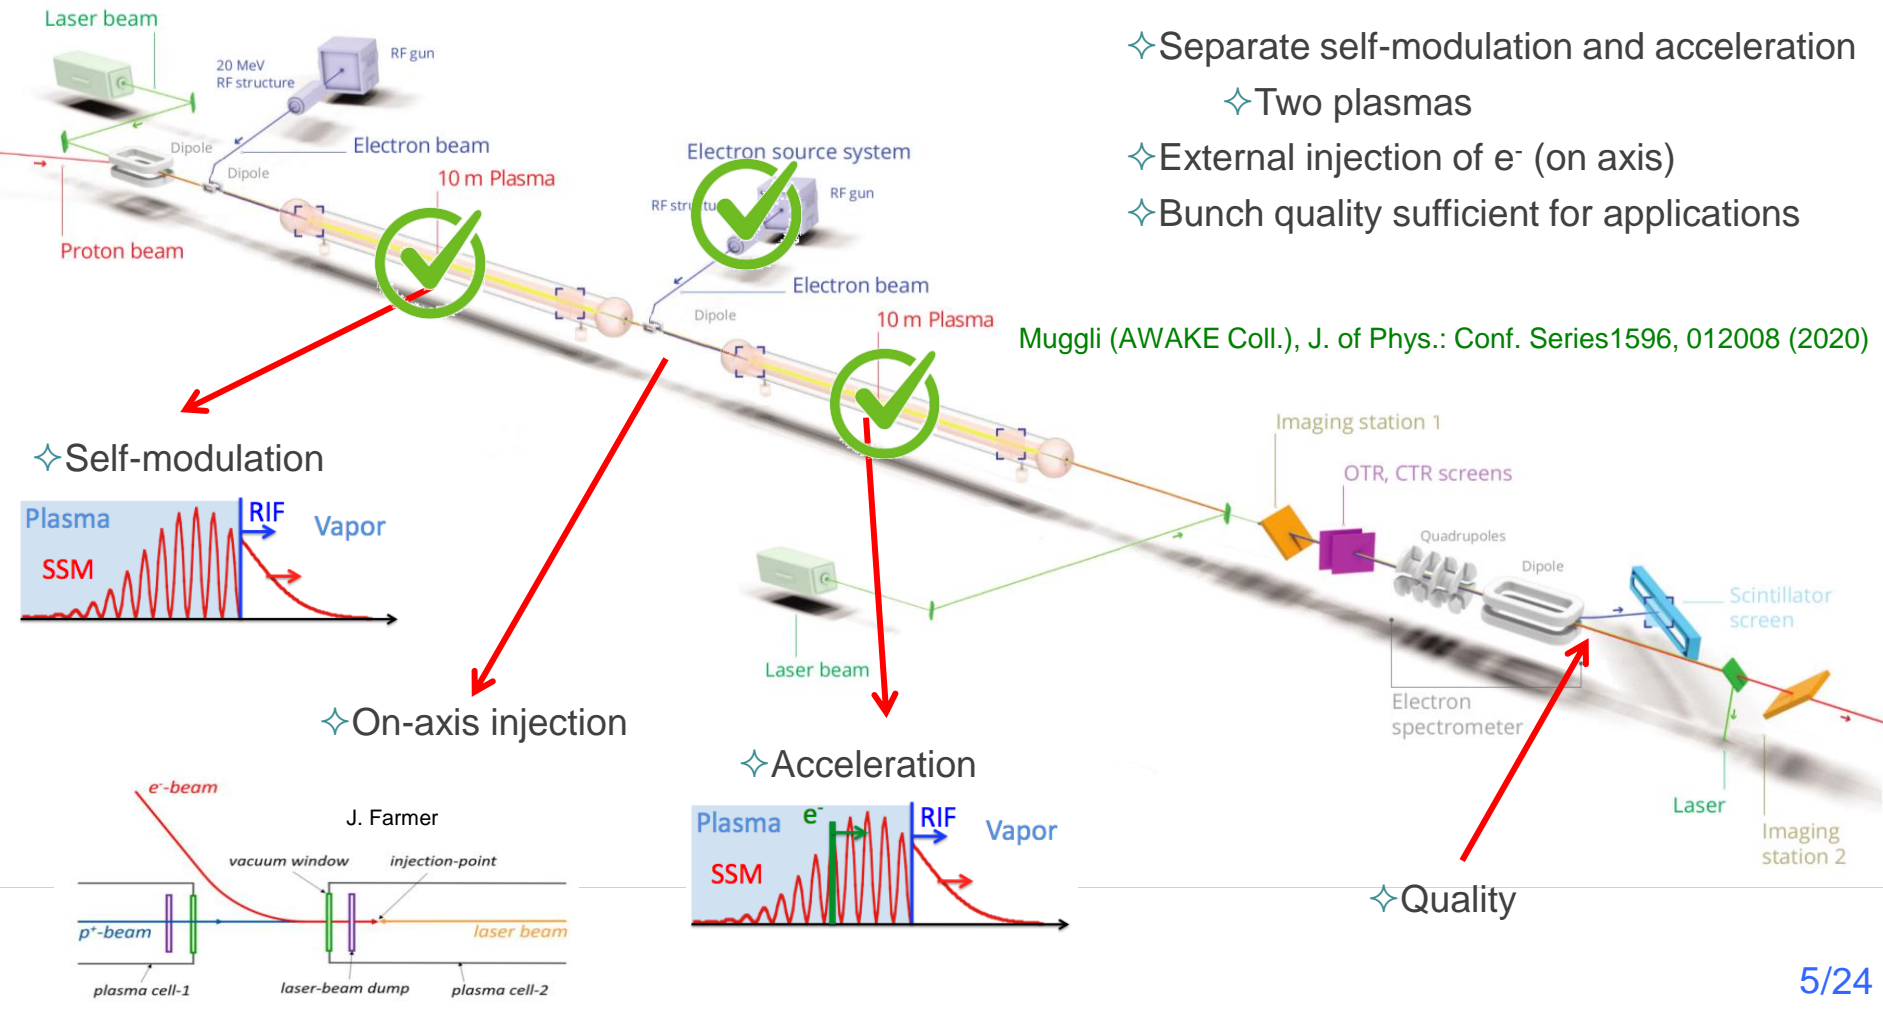 Laser beam
20 MeV
RF structure
RF gun
Dipole
Electron beam
Dipole
10 m Plasma
Proton beam
Electron source system
RF gun
Electron beam
Dipole
10 m Plasma
✧Separate self-modulation and acceleration
✧Two plasmas
✧External injection of e- (on axis)
✧Bunch quality sufficient for applications
Muggli (AWAKE Coll.), J. of Phys.: Conf. Series1596, 012008 (2020)
Imaging station 1
OTR, CTR screens
Quadrupoles
Dipole
Scintillator
screen
Electron
spectrometer
Laser
Imaging
station 2
Laser beam
✧Self-modulation
Plasma
RIF
Vapor
SSM
✧On-axis injection
e--beam
J. Farmer
vacuum window
injection-point
p+-beam
laser beam
plasma cell-1
laser-beam dump
plasma cell-2
✧Acceleration
Plasma
e-
RIF
Vapor
SSM
✧Quality
5/24